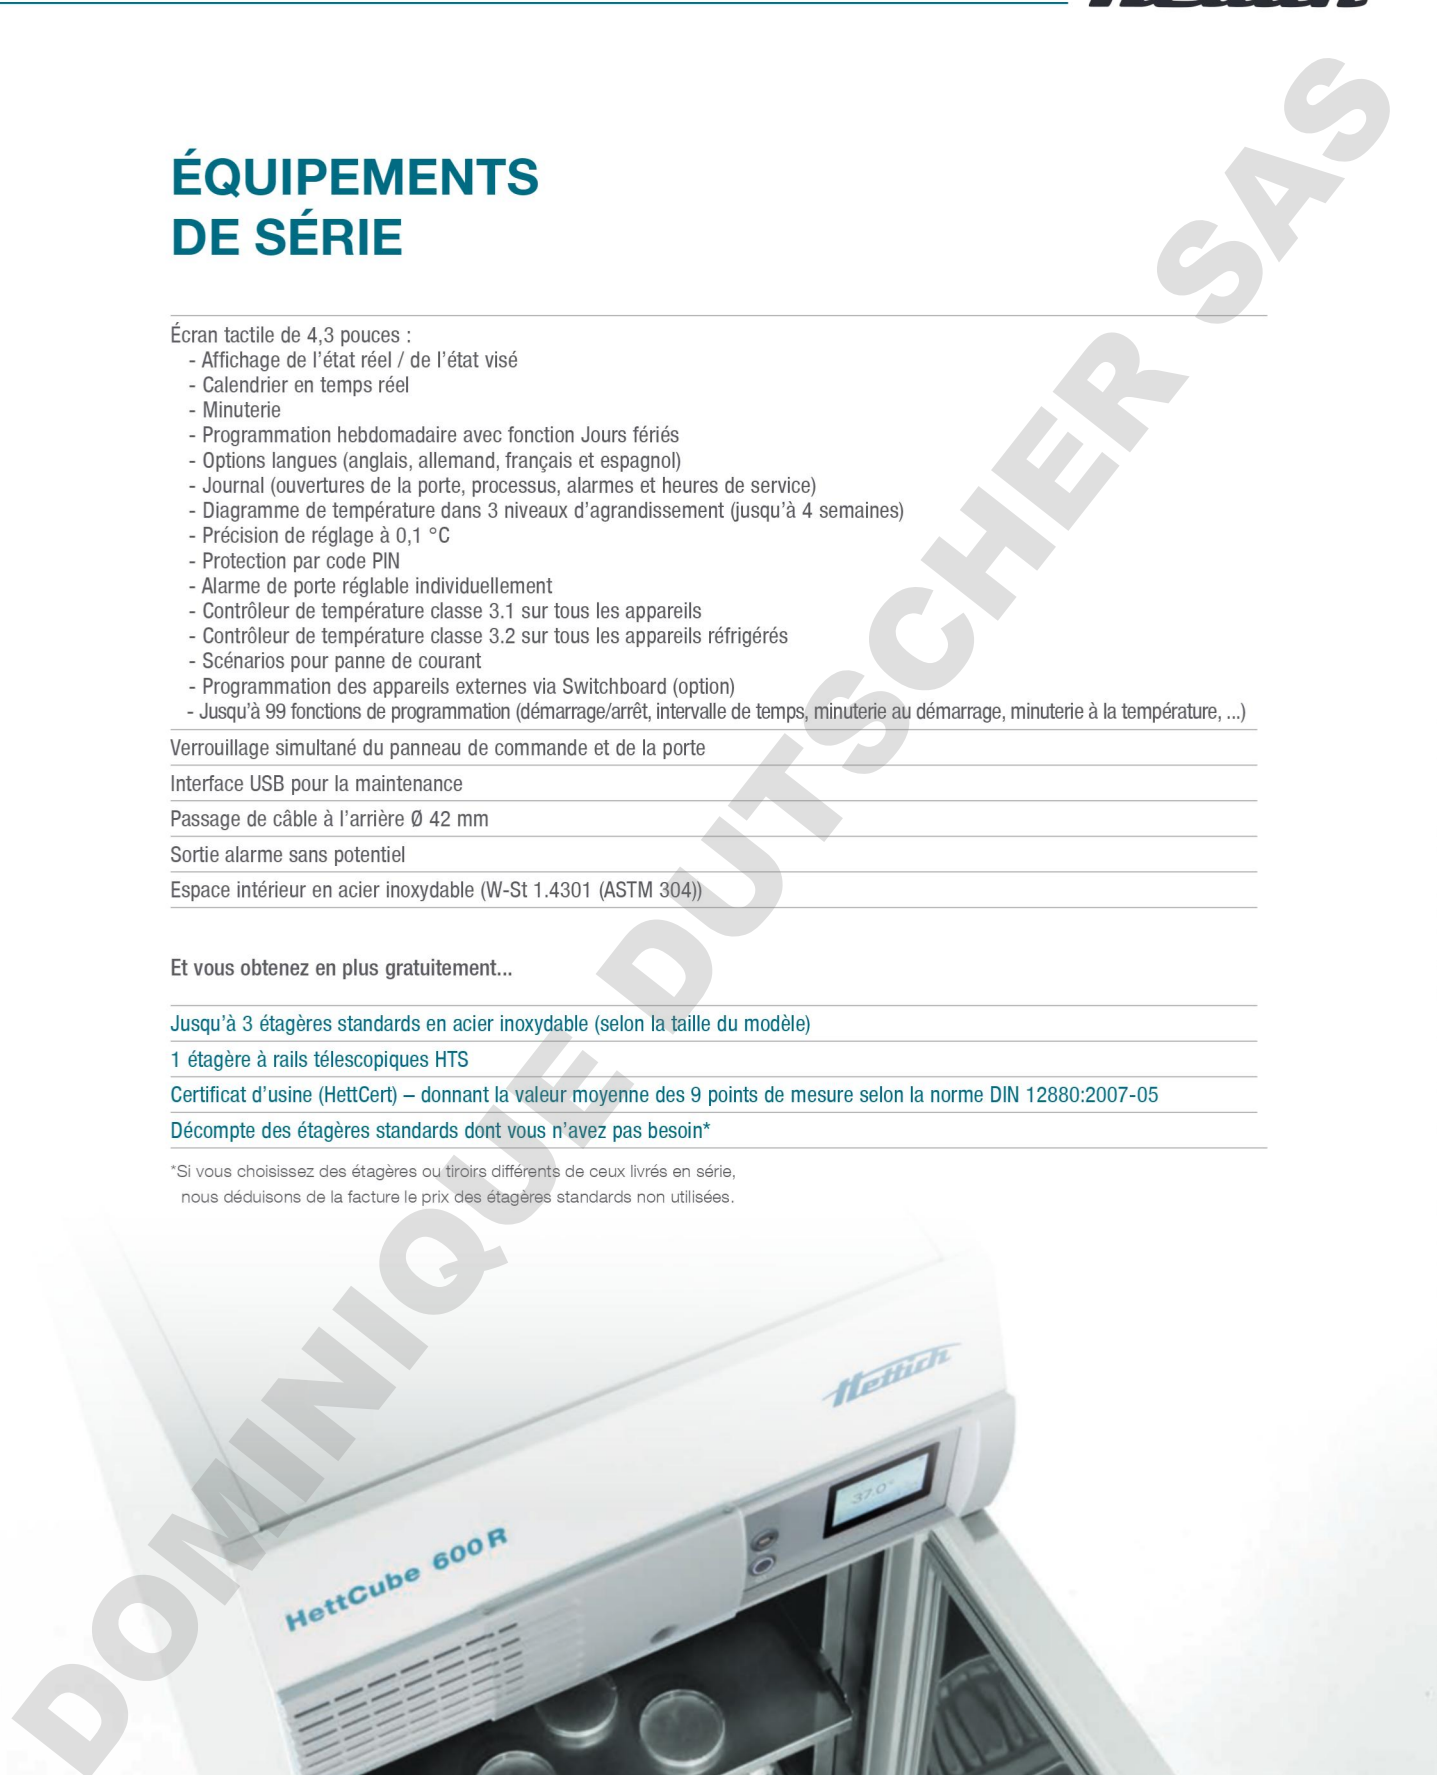 ÉQUIPEMENTS
DE SÉRIE
Écran tactile de 4,3 pouces :
- Affichage de l'état réel / de l'état visé
- Calendrier en temps réel
- Minuterie
- Programmation hebdomadaire avec fonction Jours fériés
- Options langues (anglais, allemand, français et espagnol)
- Journal (ouvertures de la porte, processus, alarmes et heures de service)
- Diagramme de température dans 3 niveaux d'agrandissement (jusqu'à 4 semaines)
- Précision de réglage à 0,1 °C
- Protection par code PIN
- Alarme de porte réglable individuellement
- Contrôleur de température classe 3.1 sur tous les appareils
- Contrôleur de température classe 3.2 sur tous les appareils réfrigérés
- Scénarios pour panne de courant
- Programmation des appareils externes via Switchboard (option)
- Jusqu'à 99 fonctions de programmation (démarrage/arrêt, intervalle de temps, minuterie au démarrage, minuterie à la température, ...)
Verrouillage simultané du panneau de commande et de la porte
Interface USB pour la maintenance
Passage de câble à l'arrière Ø 42 mm
Sortie alarme sans potentiel
Espace intérieur en acier inoxydable (W-St 1.4301 (ASTM 304))
Et vous obtenez en plus gratuitement...
Jusqu'à 3 étagères standards en acier inoxydable (selon la taille du modèle)
1 étagère à rails télescopiques HTS
Certificat d'usine (HettCert) – donnant la valeur moyenne des 9 points de mesure selon la norme DIN 12880:2007-05
Décompte des étagères standards dont vous n'avez pas besoin*
*Si vous choisissez des étagères ou tiroirs différents de ceux livrés en série,
nous déduisons de la facture le prix des étagères standards non utilisées.
Hettich
37.0°
HettCube 600 R
DOMINIQUE DUTSCHER SAS